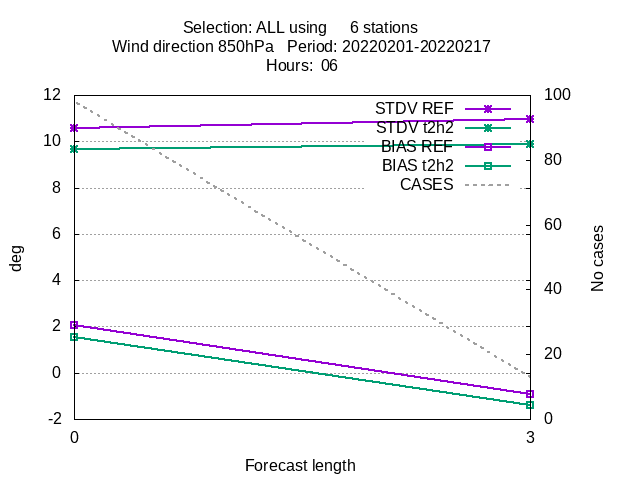 Selection: ALL using     6 stations
Wind direction 850hPa   Period: 20220201-20220217
Hours:  06
12
10
8
6
4
2
0
-2
100
80
60
40
20
0
STDV REF
STDV t2h2
BIAS REF
BIAS t2h2
CASES
deg
No cases
0
3
Forecast length